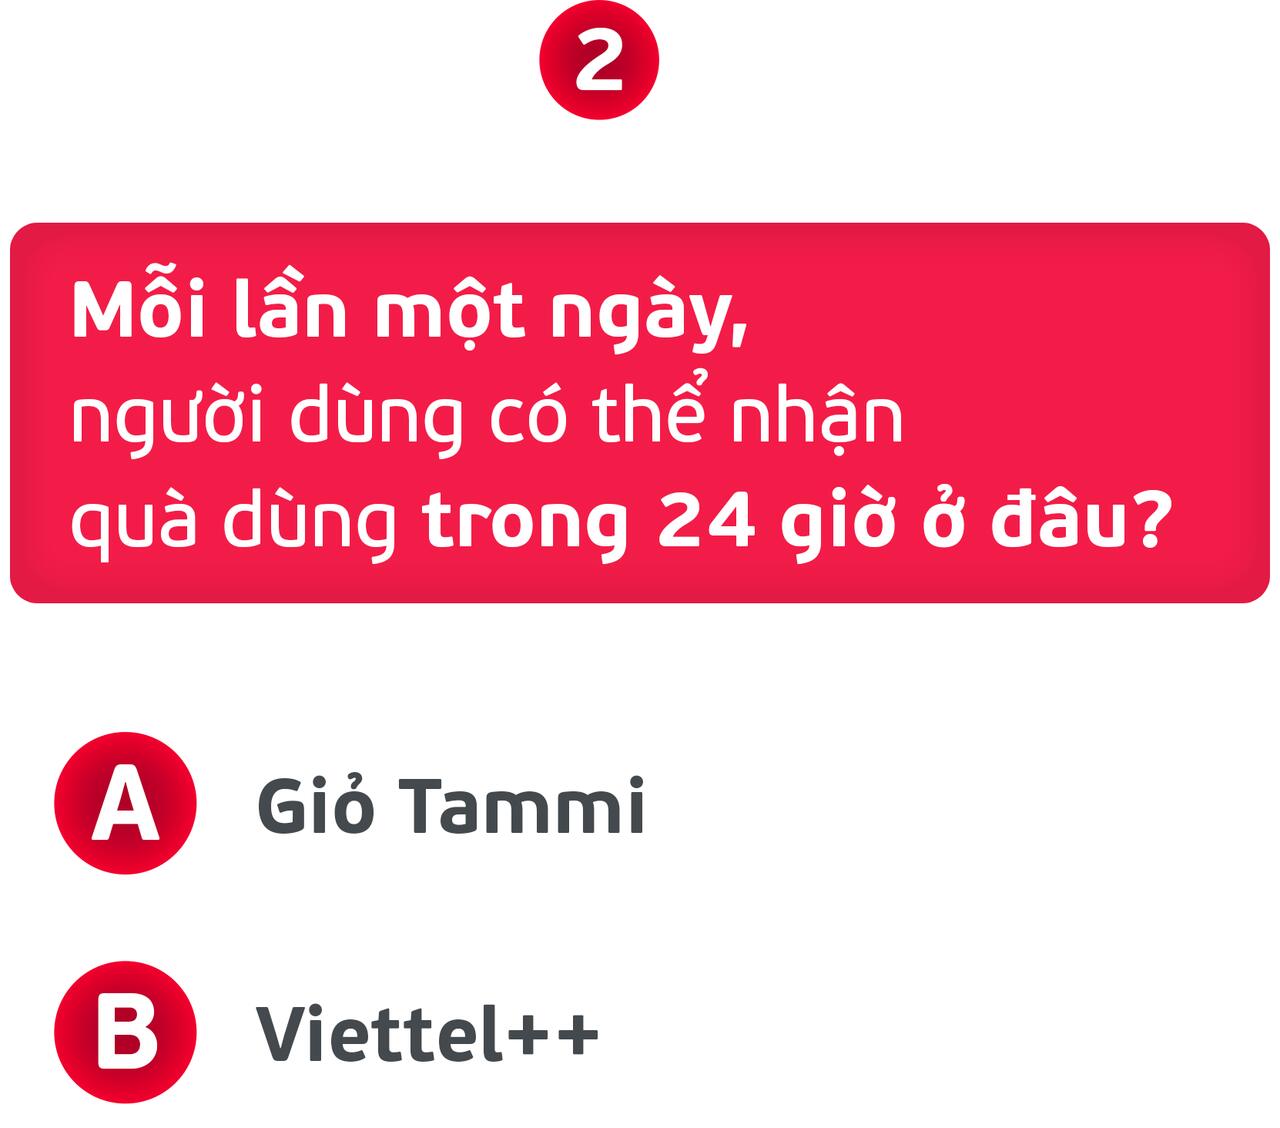 2
Mỗi lần một ngày,
người dùng có thể nhận
quà dùng trong 24 giờ ở đâu?
A
Giỏ Tammi
B
Viettel++